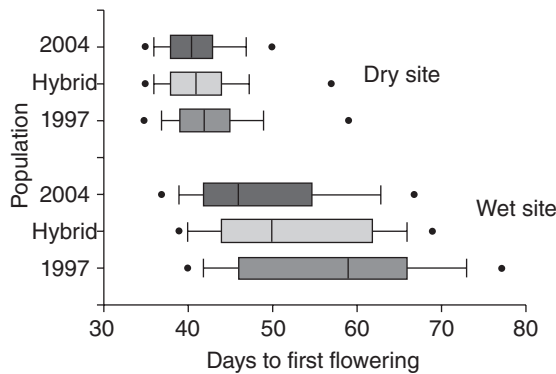 Population
2004
Hybrid
1997
Dry site
2004
Hybrid
1997
Wet site
30 40 50 60 70 80
Days to first flowering